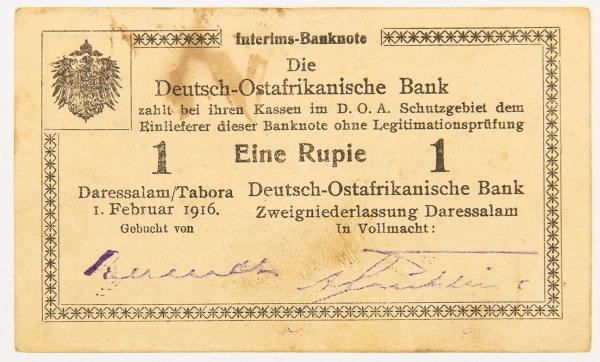 Interims-Banknote
Die
Deutsch-Ostafrikanische Bank
zahlt bei ihren Kassen im D. O. A. Schutzgebiet dem
Einlieferer dieser Banknote ohne Legitimationsprüfung
1 Eine Rupie 1
Daressalam/Tabora
1. Februar 1916.
Gebucht von
Deutsch-Ostafrikanische Bank
Zweigniederlassung Daressalam
In Vollmacht: